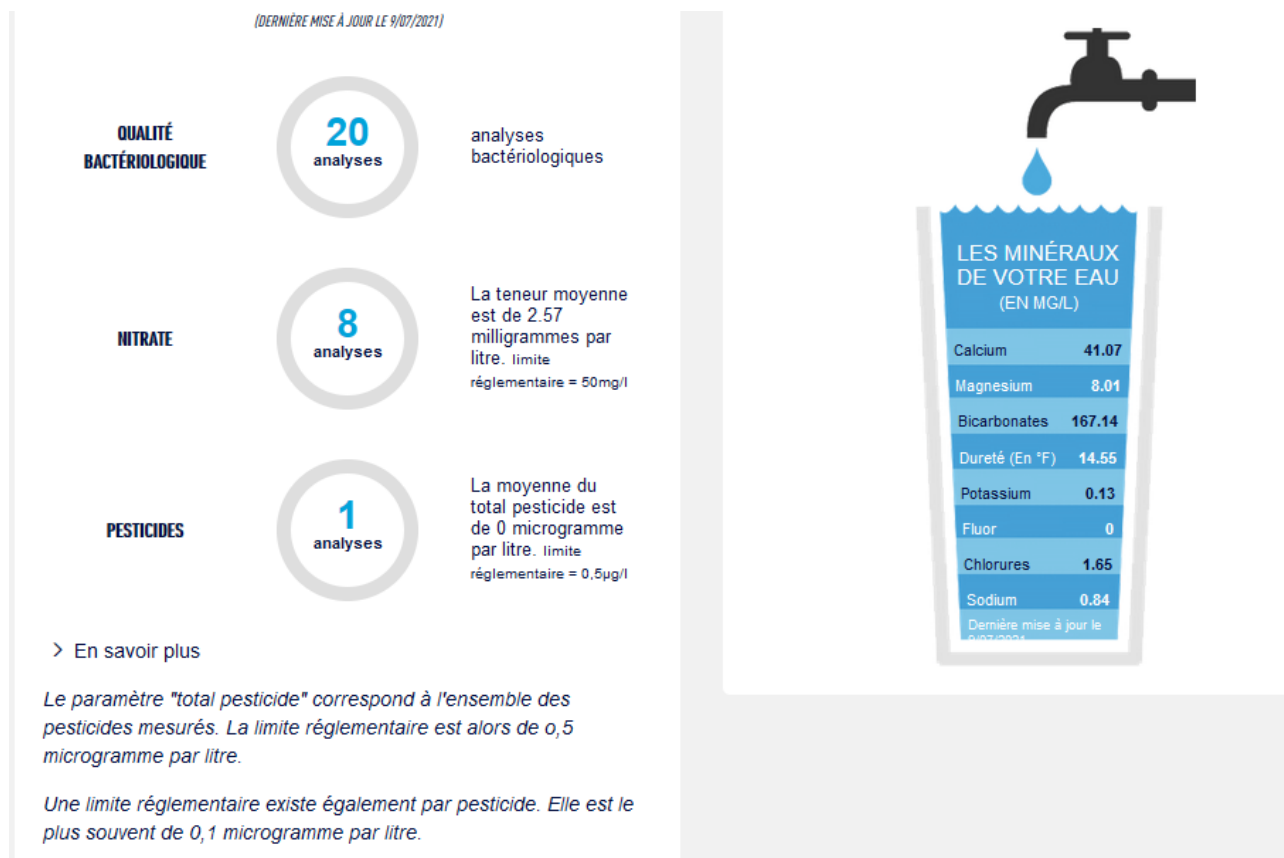 (DERNIÈRE MISE À JOUR LE 9/07/2021)
QUALITÉ
BACTÉRIOLOGIQUE
20
analyses
analyses
bactériologiques
NITRATE
8
analyses
La teneur moyenne
est de 2.57
milligrammes par
litre. limite
réglementaire = 50mg/l
PESTICIDES
1
analyses
La moyenne du
total pesticide est
de 0 microgramme
par litre. limite
réglementaire = 0,5µg/l
> En savoir plus
Le paramètre "total pesticide" correspond à l'ensemble des
pesticides mesurés. La limite réglementaire est alors de o,5
microgramme par litre.
Une limite réglementaire existe également par pesticide. Elle est le
plus souvent de 0,1 microgramme par litre.
LES MINÉRAUX
DE VOTRE EAU
(EN MG/L)
Calcium 41.07
Magnesium 8.01
Bicarbonates 167.14
Dureté (En °F) 14.55
Potassium 0.13
Fluor 0
Chlorures 1.65
Sodium 0.84
Dernière mise à jour le
9/07/2021